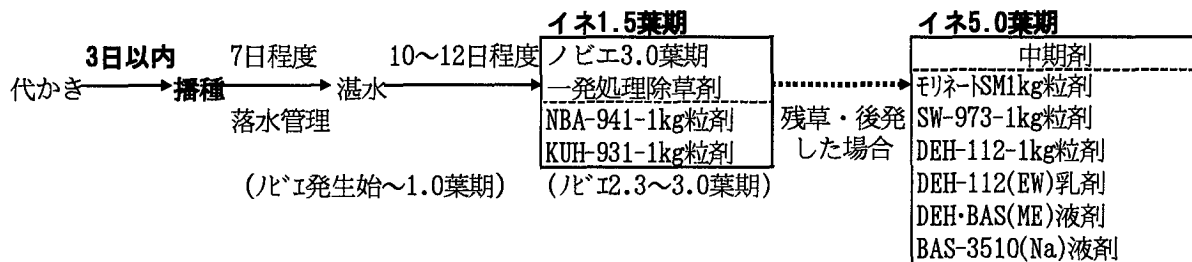 イネ1.5葉期
イネ5.0葉期
3日以内 7日程度 10～12日程度
代かき 播種 湛水
落水管理
ノビエ3.0葉期
一発処理除草剤
NBA-941-1kg粒剤
KUH-931-1kg粒剤
(ﾉﾋﾞｴ発生始～1.0葉期) (ﾉﾋﾞｴ2.3～3.0葉期)
残草・後発
した場合
中期剤
ﾓﾘﾈｰﾄSM1kg粒剤
SW-973-1kg粒剤
DEH-112-1kg粒剤
DEH-112(EW)乳剤
DEH･BAS(ME)液剤
BAS-3510(Na)液剤